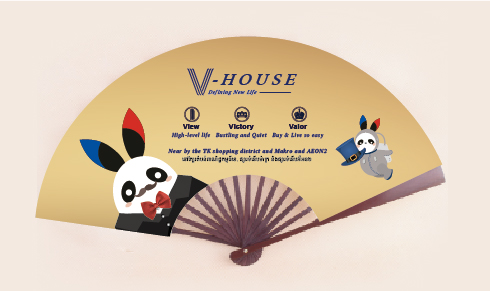 V-HOUSE
Defining New Life
View Victory Valor
High-level life Bustling and Quiet Buy & Live so easy
Near by the TK shopping district and Makro and AEON2